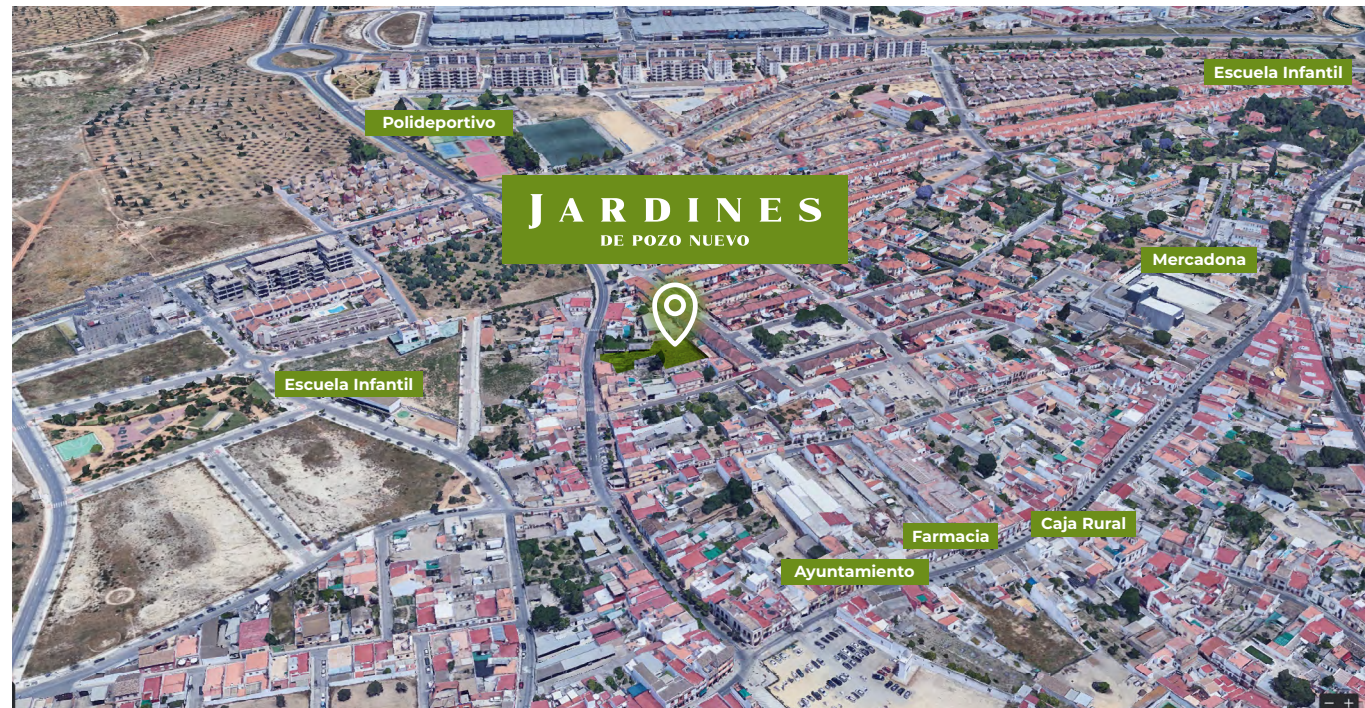 Escuela Infantil
Polideportivo
JARDINES
DE POZO NUEVO
Mercadona
Escuela Infantil
Caja Rural
Farmacia
Ayuntamiento